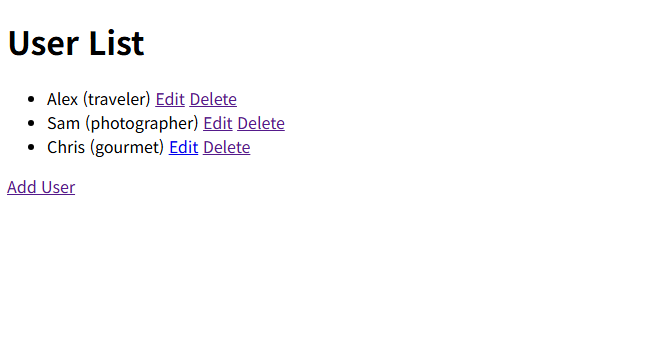 User List
Alex (traveler) Edit Delete
Sam (photographer) Edit Delete
Chris (gourmet) Edit Delete
Add User